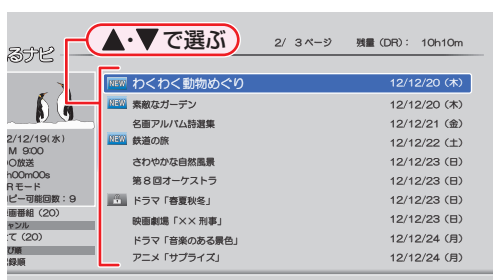 ▲・▼で選ぶ
2/ 3 ページ 残量（DR）： 10h10m
るナビ
NEW わくわく動物めぐり 12/12/20（木）
NEW 素敵なガーデン 12/12/20（木）
名画アルバム詩選集 12/12/21（金）
NEW 鉄道の旅 12/12/22（土）
さわやかな自然風景 12/12/23（日）
第８回オーケストラ 12/12/23（日）
ドラマ「春夏秋冬」 12/12/23（日）
映画劇場「×× 刑事」 12/12/23（日）
ドラマ「音楽のある景色」 12/12/24（月）
アニメ「サプライズ」 12/12/24（月）
2/12/19(水)
M 9:00
〇放送
h00m00s
Rモード
ピー可能回数：9
画番組（20）
ャンル
て（20）
び順
録順